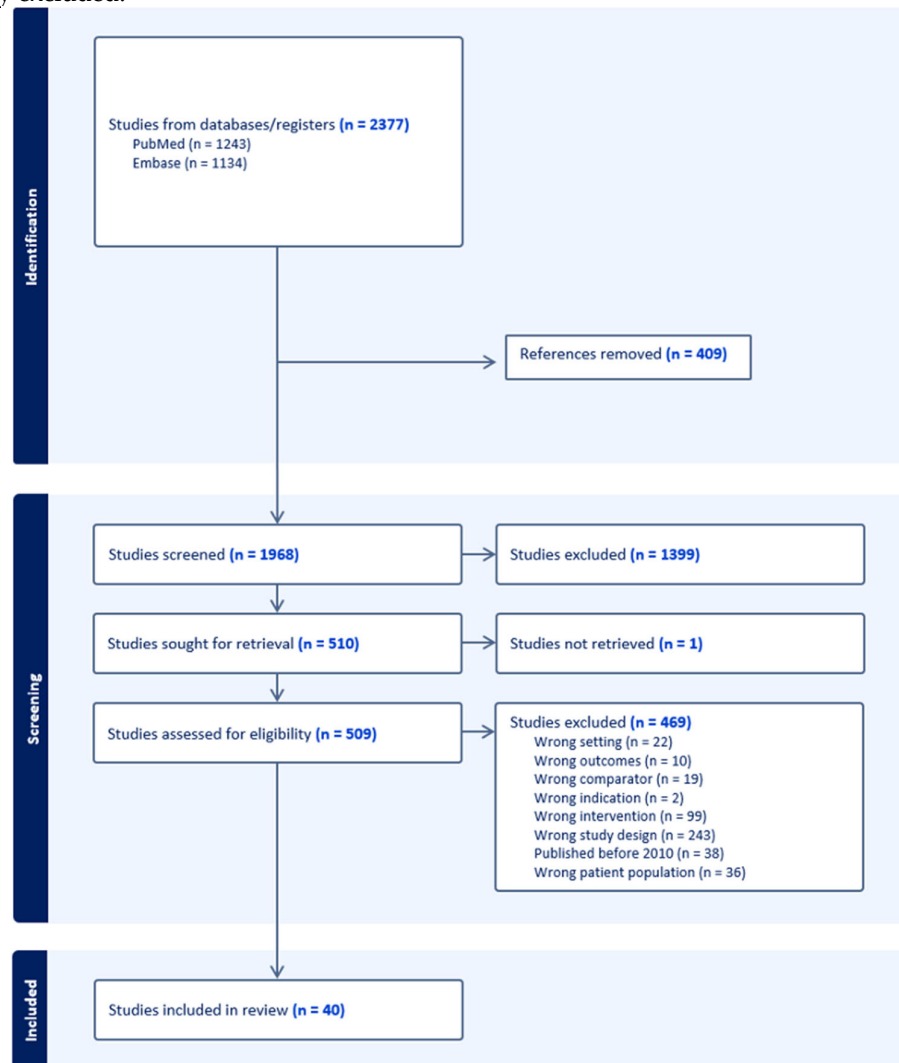 y excluded.
Identification
Studies from databases/registers (n = 2377)
PubMed (n = 1243)
Embase (n = 1134)
References removed (n = 409)
Screening
Studies screened (n = 1968)
Studies excluded (n = 1399)
Studies sought for retrieval (n = 510)
Studies not retrieved (n = 1)
Studies assessed for eligibility (n = 509)
Studies excluded (n = 469)
Wrong setting (n = 22)
Wrong outcomes (n = 10)
Wrong comparator (n = 19)
Wrong indication (n = 2)
Wrong intervention (n = 99)
Wrong study design (n = 243)
Published before 2010 (n = 38)
Wrong patient population (n = 36)
Included
Studies included in review (n = 40)